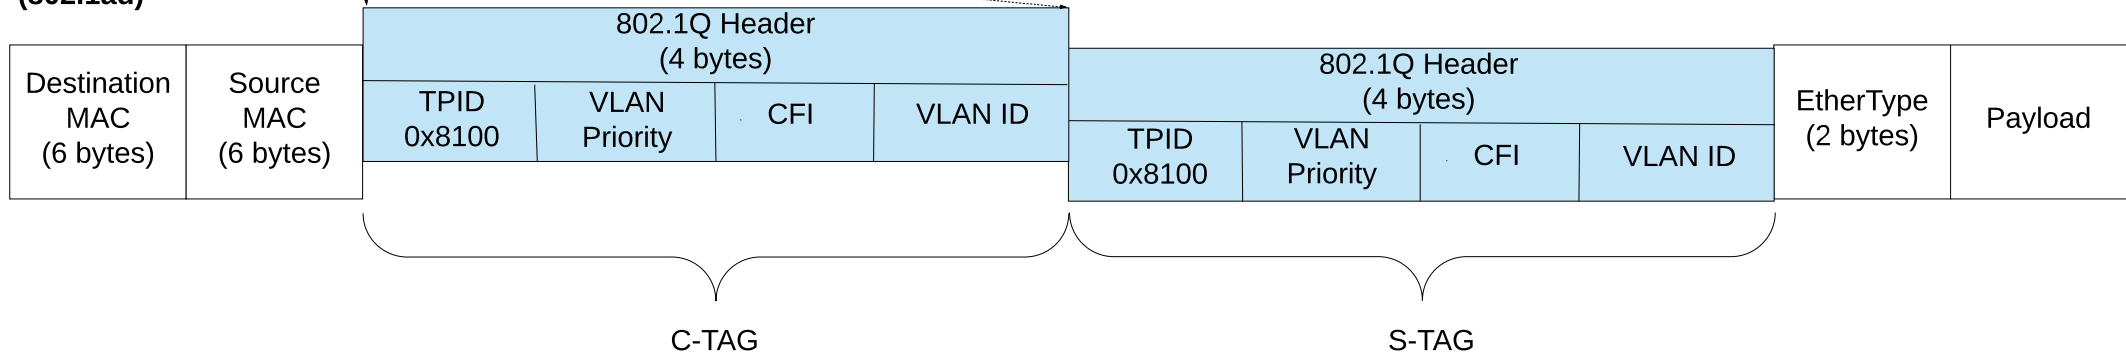 (802.1ad)
802.1Q Header
(4 bytes)
802.1Q Header
(4 bytes)
Destination
MAC
(6 bytes)
Source
MAC
(6 bytes)
TPID
0x8100
VLAN
Priority
CFI
VLAN ID
TPID
0x8100
VLAN
Priority
CFI
VLAN ID
EtherType
(2 bytes)
Payload
C-TAG
S-TAG